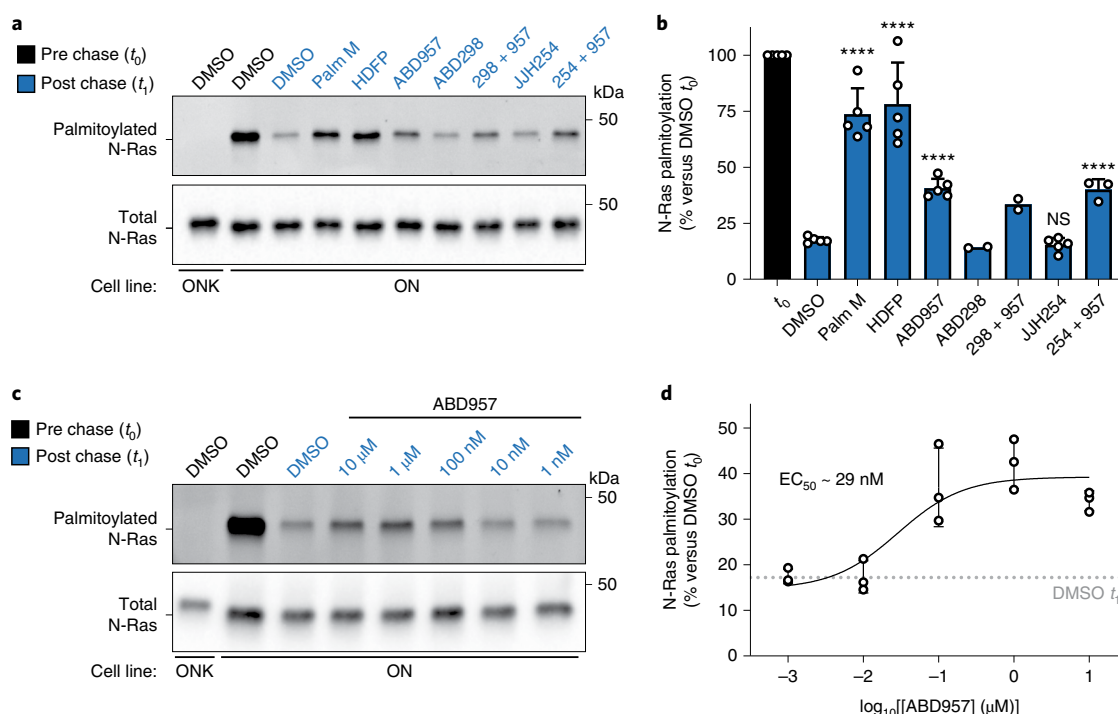 a
Pre chase (t0)
Post chase (t1)
DMSO
DMSO
DMSO
Palm M
HDFP
ABD957
ABD298
298 + 957
JJH254
254 + 957
kDa
Palmitoylated
N-Ras
50
Total
N-Ras
50
Cell line:
ONK
ON
b
N-Ras palmitoylation
(% versus DMSO t0)
100
75
50
25
0
****
****
****
NS
****
t0
DMSO
Palm M
HDFP
ABD957
ABD298
298 + 957
JJH254
254 + 957
c
Pre chase (t0)
Post chase (t1)
ABD957
DMSO
DMSO
DMSO
10 μM
1 μM
100 nM
10 nM
1 nM
kDa
Palmitoylated
N-Ras
50
Total
N-Ras
50
Cell line:
ONK
ON
d
N-Ras palmitoylation
(% versus DMSO t0)
50
40
30
20
10
0
EC50 ~ 29 nM
DMSO t1
–3
–2
–1
0
1
log10[[ABD957] (μM)]